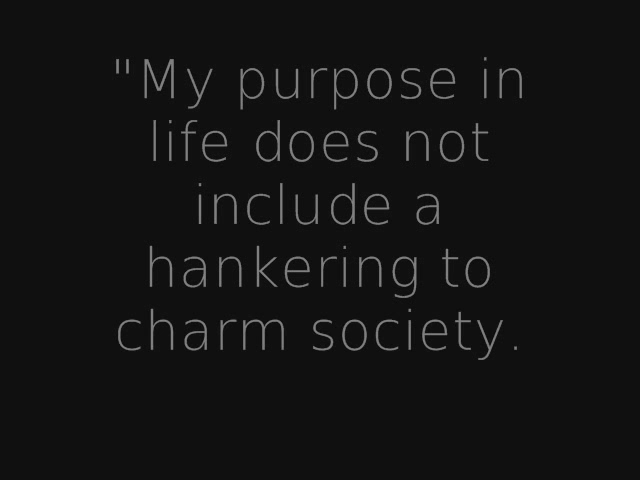 "My purpose in
life does not
include a
hankering to
charm society.